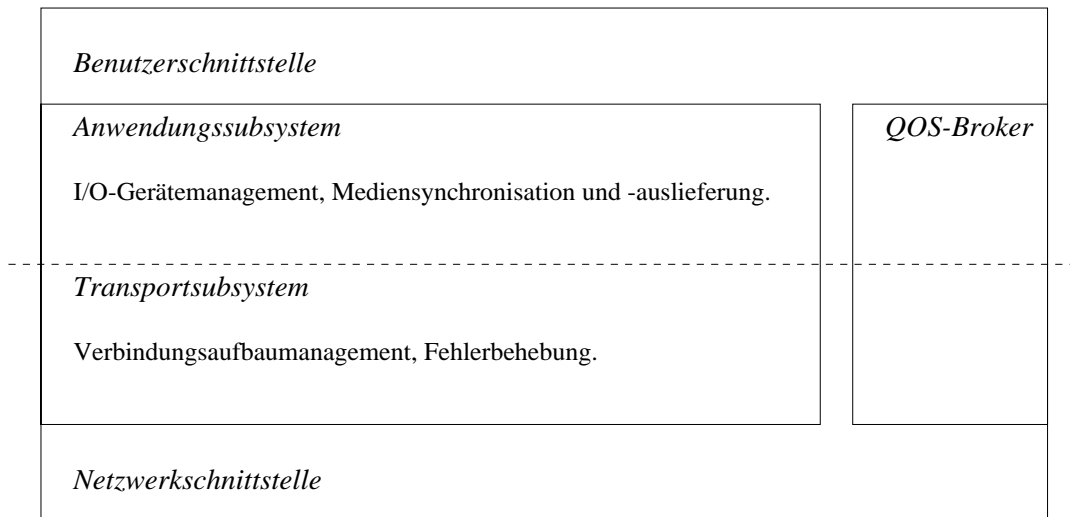 Benutzerschnittstelle
Anwendungssubsystem
QOS-Broker
I/O-Gerätemanagement, Mediensynchronisation und -auslieferung.
Transportsubsystem
Verbindungsaufbaumanagement, Fehlerbehebung.
Netzwerkschnittstelle